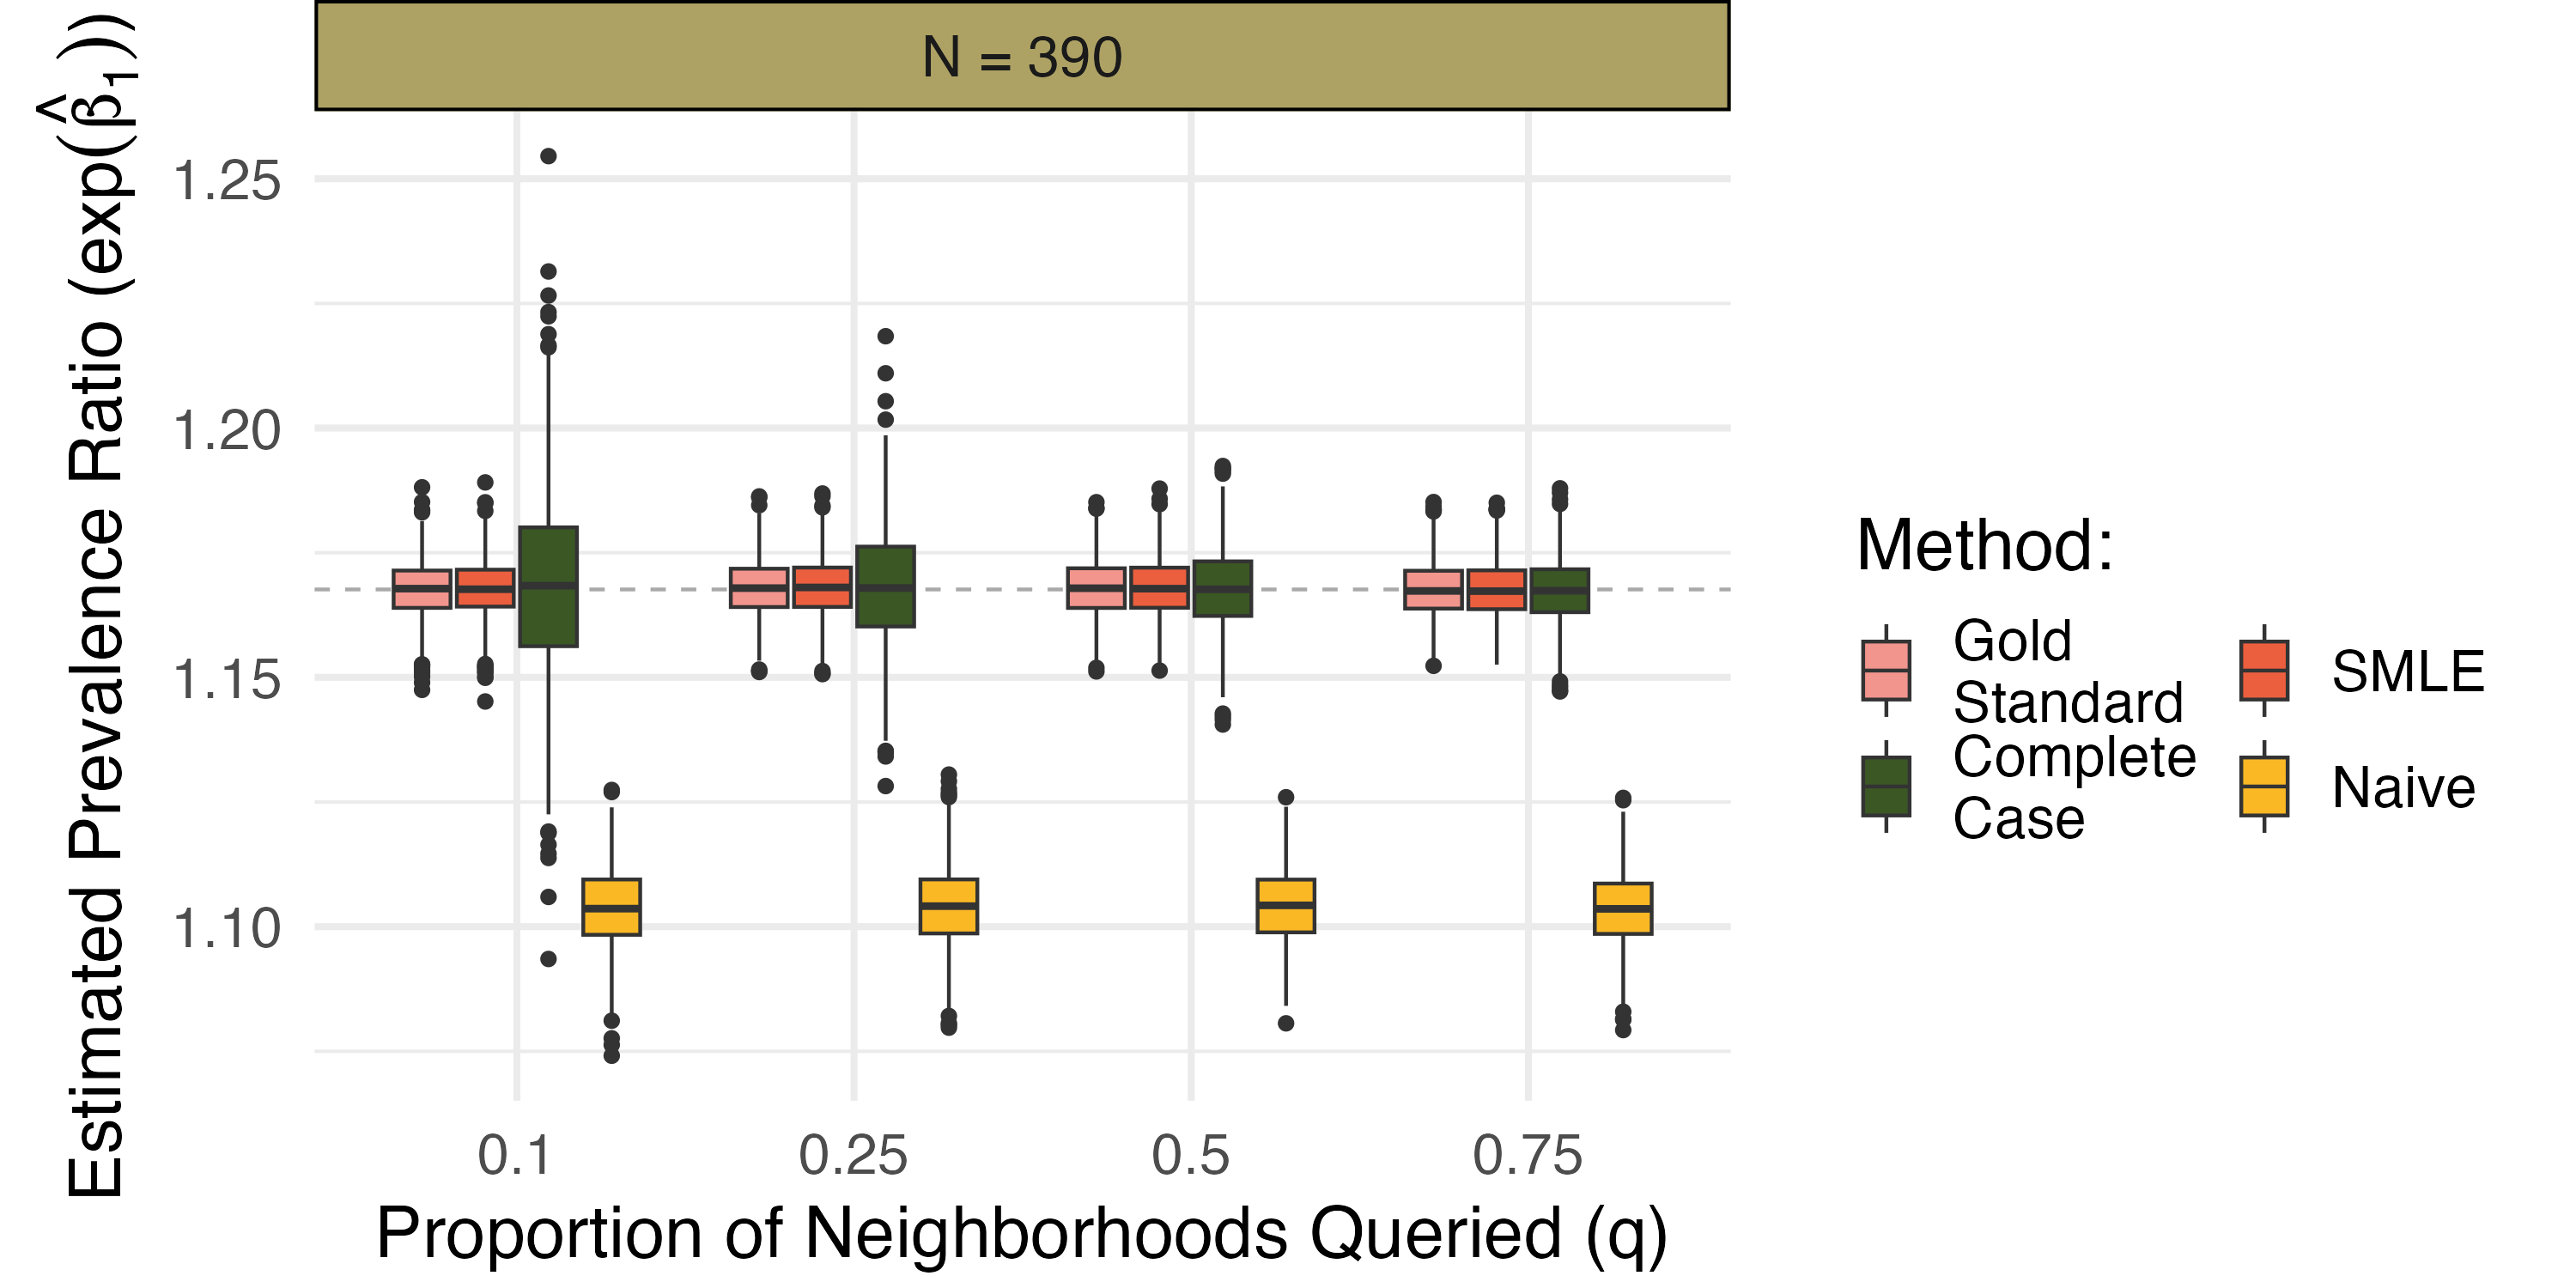 N = 390
Estimated Prevalence Ratio (exp(β̂₁))
1.25
1.20
1.15
1.10
0.1 0.25 0.5 0.75
Proportion of Neighborhoods Queried (q)
Method:
Gold
Standard
SMLE
Complete
Case
Naive